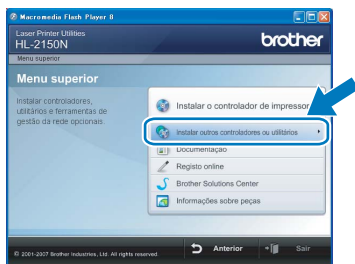 Macromedia Flash Player 8
Laser Printer Utilities
HL-2150N
brother
Menu superior
Menu superior
Instalar controladores,
utilitários e ferramentas de
gestão da rede opcionais.
Instalar o controlador de impressor
Instalar outros controladores ou utilitários
Documentação
Registo online
Brother Solutions Center
Informações sobre peças
© 2001-2007 Brother Industries, Ltd. All rights reserved.
Anterior
Sair